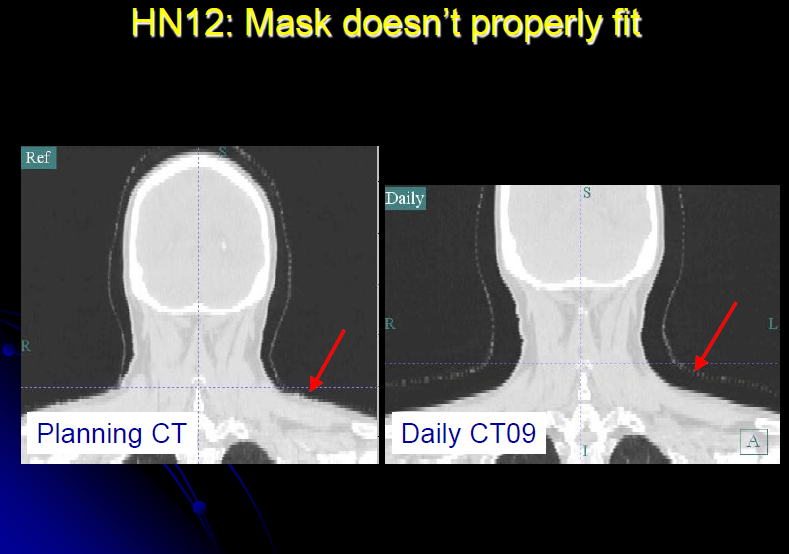 HN12: Mask doesn't properly fit
Ref
S
R
Planning CT
Daily
S
R
L
Daily CT09
I
A